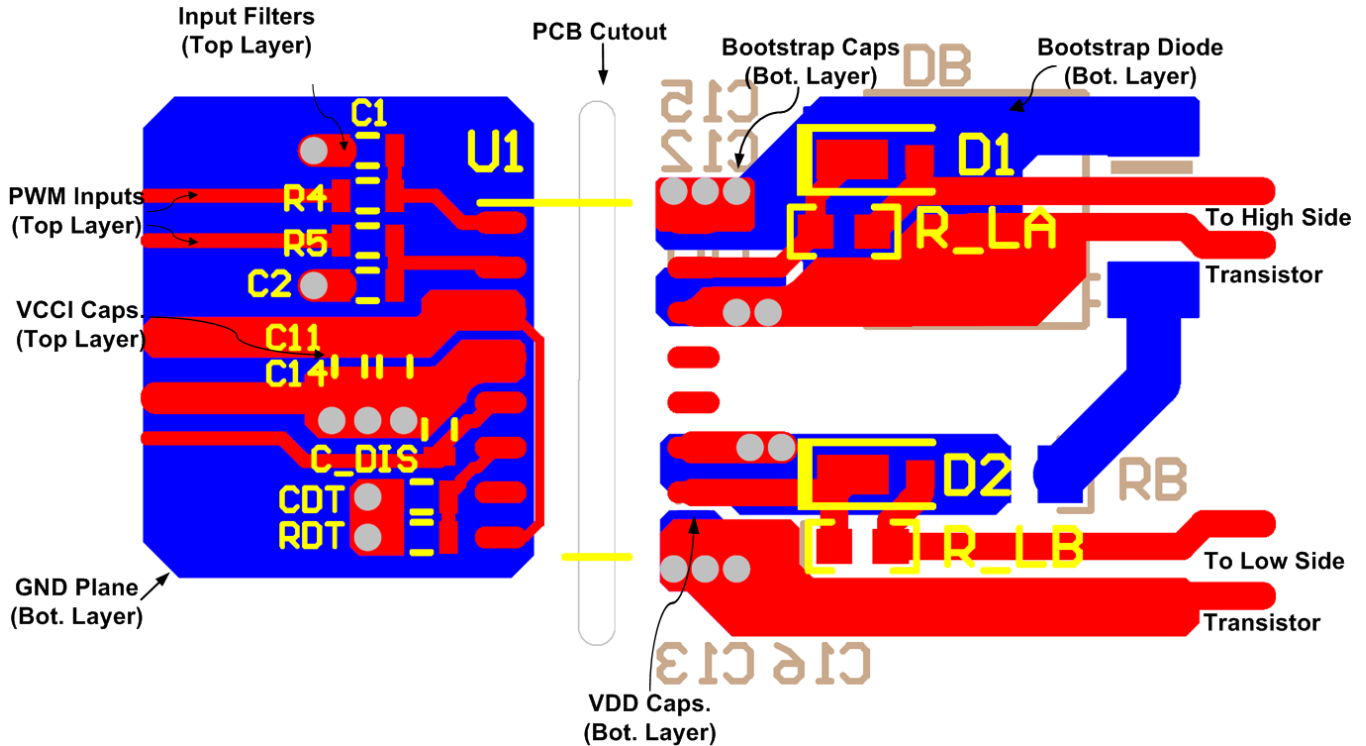 Input Filters
(Top Layer)
PCB Cutout
Bootstrap Caps
(Bot. Layer)
Bootstrap Diode
(Bot. Layer)
DB
C15
C12
C1
U1
D1
PWM Inputs
(Top Layer)
R4
R5
C2
R_LA
To High Side
Transistor
VCCI Caps.
(Top Layer)
C11
C14
C_DIS
CDT
RDT
D2
RB
R_LB
To Low Side
Transistor
GND Plane
(Bot. Layer)
C13
C16
VDD Caps.
(Bot. Layer)